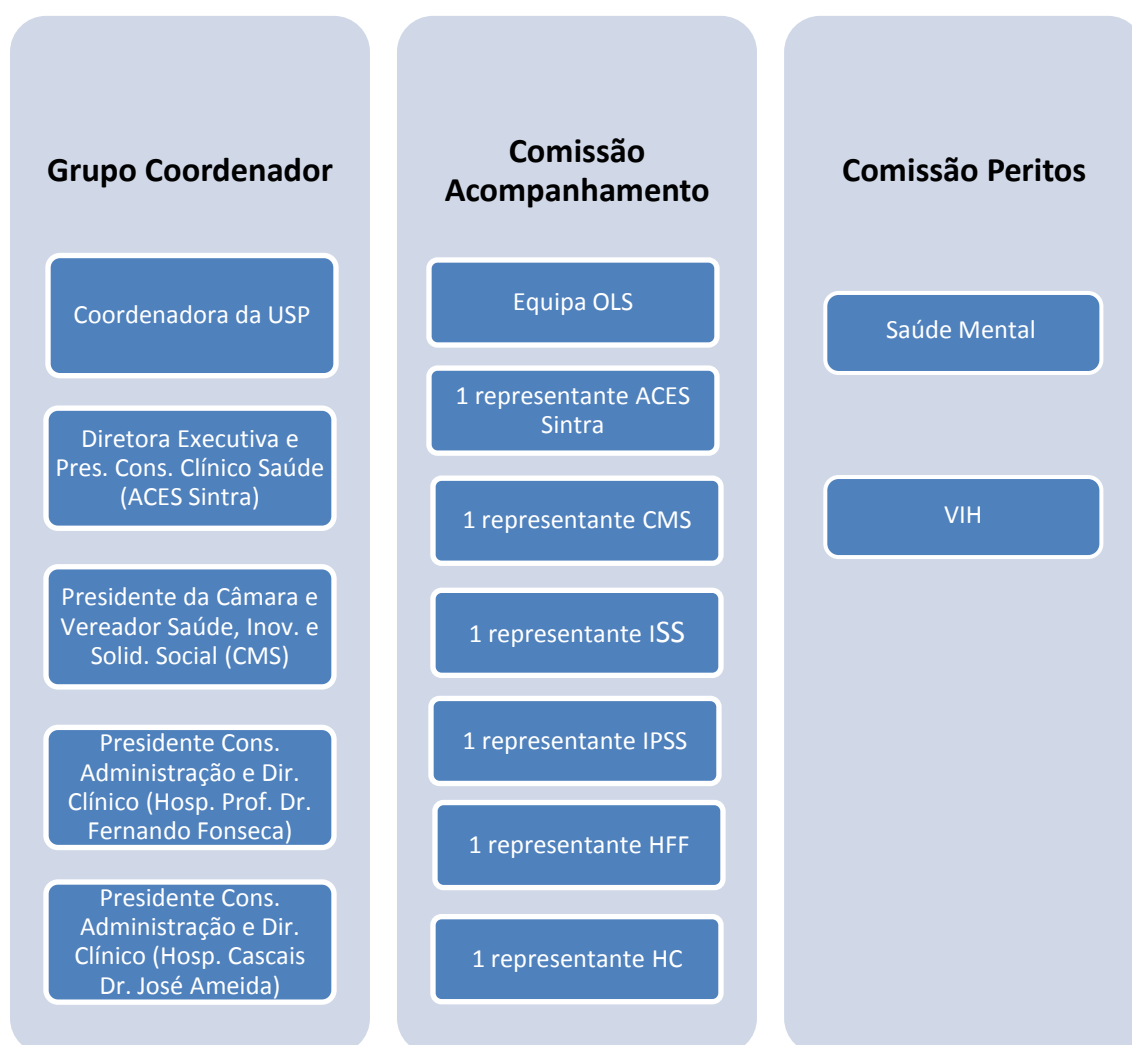 Grupo Coordenador
Coordenadora da USP
Diretora Executiva e
Pres. Cons. Clínico Saúde
(ACES Sintra)
Presidente da Câmara e
Vereador Saúde, Inov. e
Solid. Social (CMS)
Presidente Cons.
Administração e Dir.
Clínico (Hosp. Prof. Dr.
Fernando Fonseca)
Presidente Cons.
Administração e Dir.
Clínico (Hosp. Cascais
Dr. José Ameida)
Comissão
Acompanhamento
Equipa OLS
1 representante ACES
Sintra
1 representante CMS
1 representante ISS
1 representante IPSS
1 representante HFF
1 representante HC
Comissão Peritos
Saúde Mental
VIH